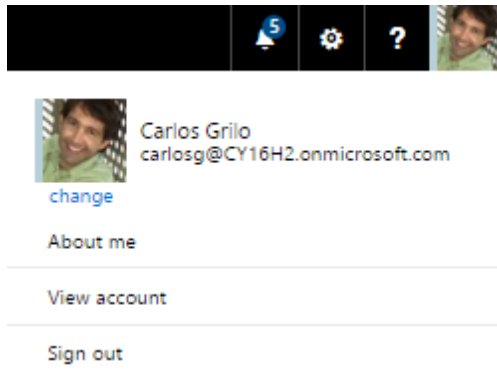 5
?
Carlos Grilo
carlosg@CY16H2.onmicrosoft.com
change
About me
View account
Sign out